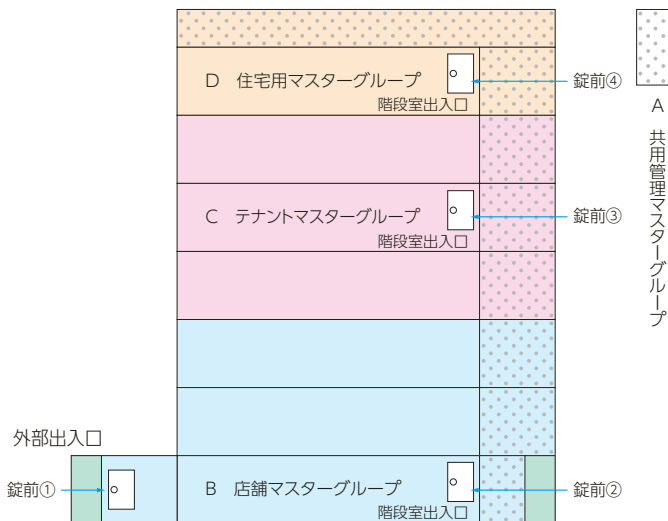 D 住宅用マスターグループ
階段室出入口
錠前④
C テナントマスターグループ
階段室出入口
錠前③
外部出入口
錠前①
B 店舗マスターグループ
階段室出入口
錠前②
A 共用管理マスターグループ